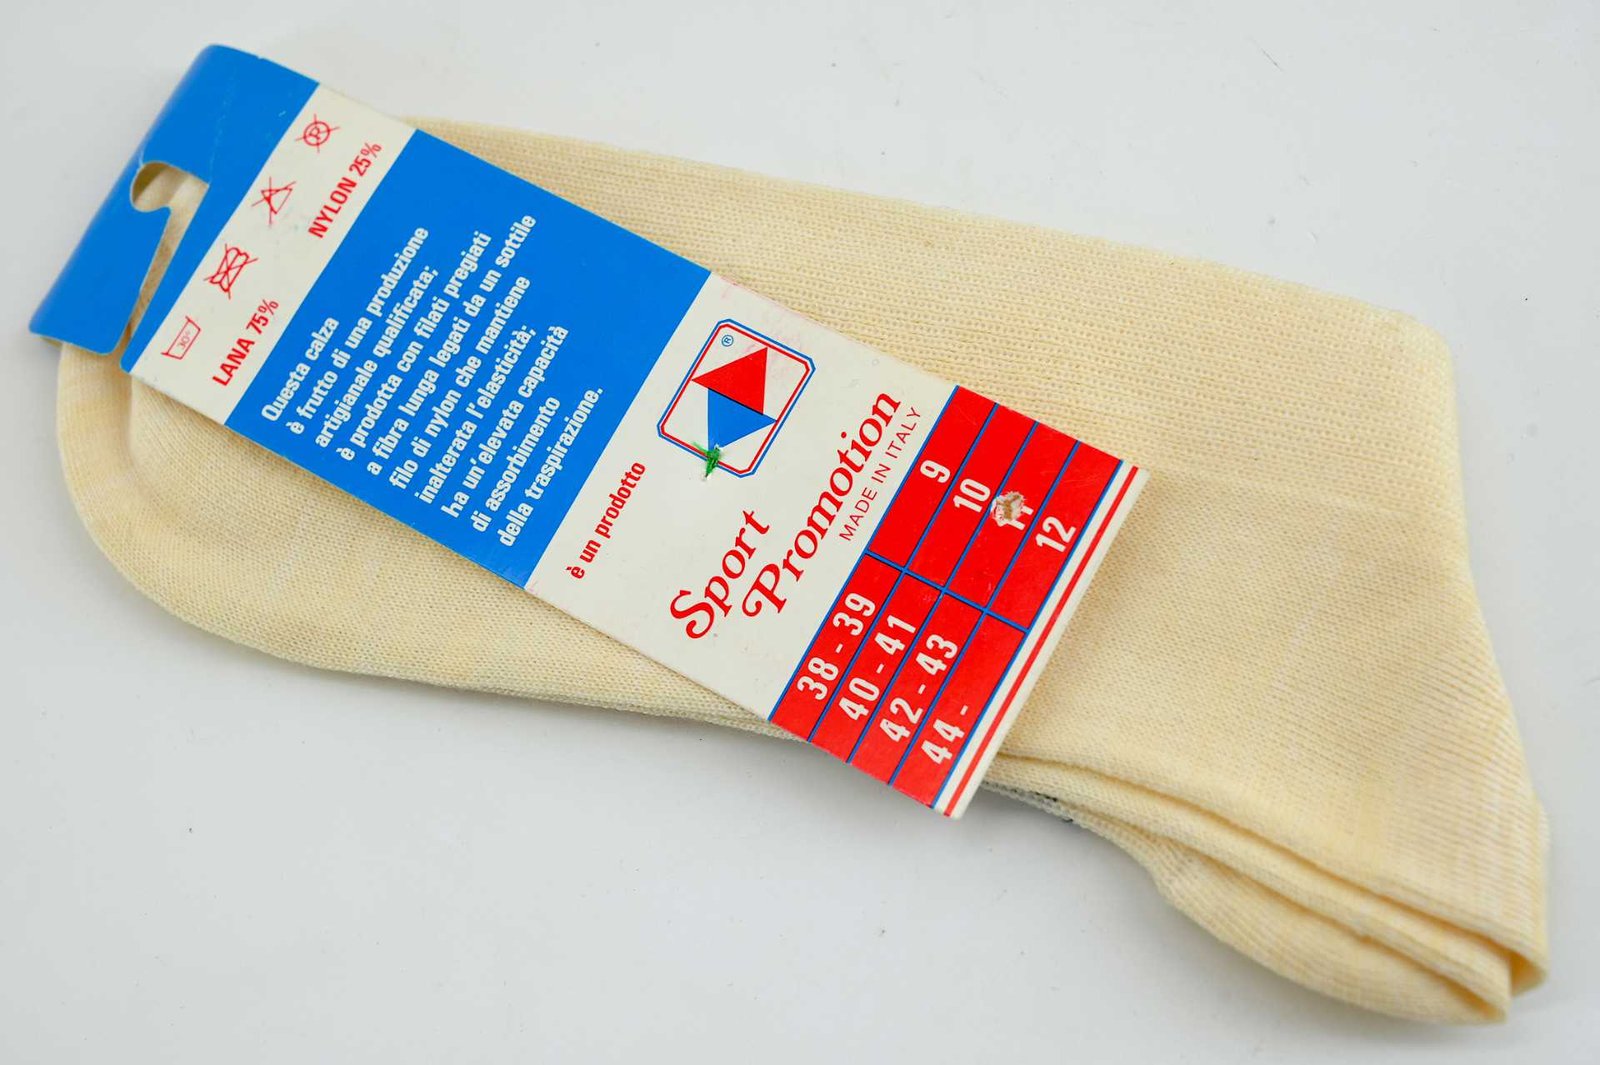 30°
LANA 75%
NYLON 25%
P
Questa calza
è frutto di una produzione
artigianale qualificata;
è prodotta con filati pregiati
a fibra lunga legati da un sottile
filo di nylon che mantiene
inalterata l'elasticità;
ha un'elevata capacità
di assorbimento
della traspirazione.
è un prodotto
®
Sport
Promotion
MADE IN ITALY
38 - 39 9
40 - 41 10
42 - 43
44 - 12